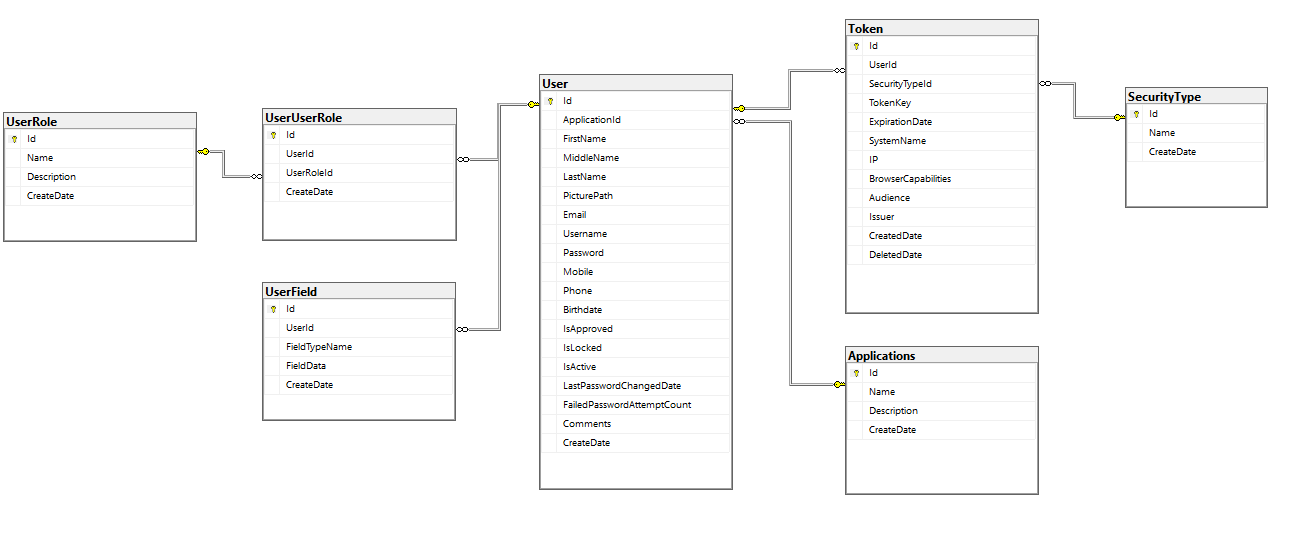 UserRole
Id
Name
Description
CreateDate
UserUserRole
Id
UserId
UserRoleId
CreateDate
UserField
Id
UserId
FieldTypeName
FieldData
CreateDate
User
Id
ApplicationId
FirstName
MiddleName
LastName
PicturePath
Email
Username
Password
Mobile
Phone
Birthdate
IsApproved
IsLocked
IsActive
LastPasswordChangedDate
FailedPasswordAttemptCount
Comments
CreateDate
Token
Id
UserId
SecurityTypeId
TokenKey
ExpirationDate
SystemName
IP
BrowserCapabilities
Audience
Issuer
CreatedDate
DeletedDate
Applications
Id
Name
Description
CreateDate
SecurityType
Id
Name
CreateDate